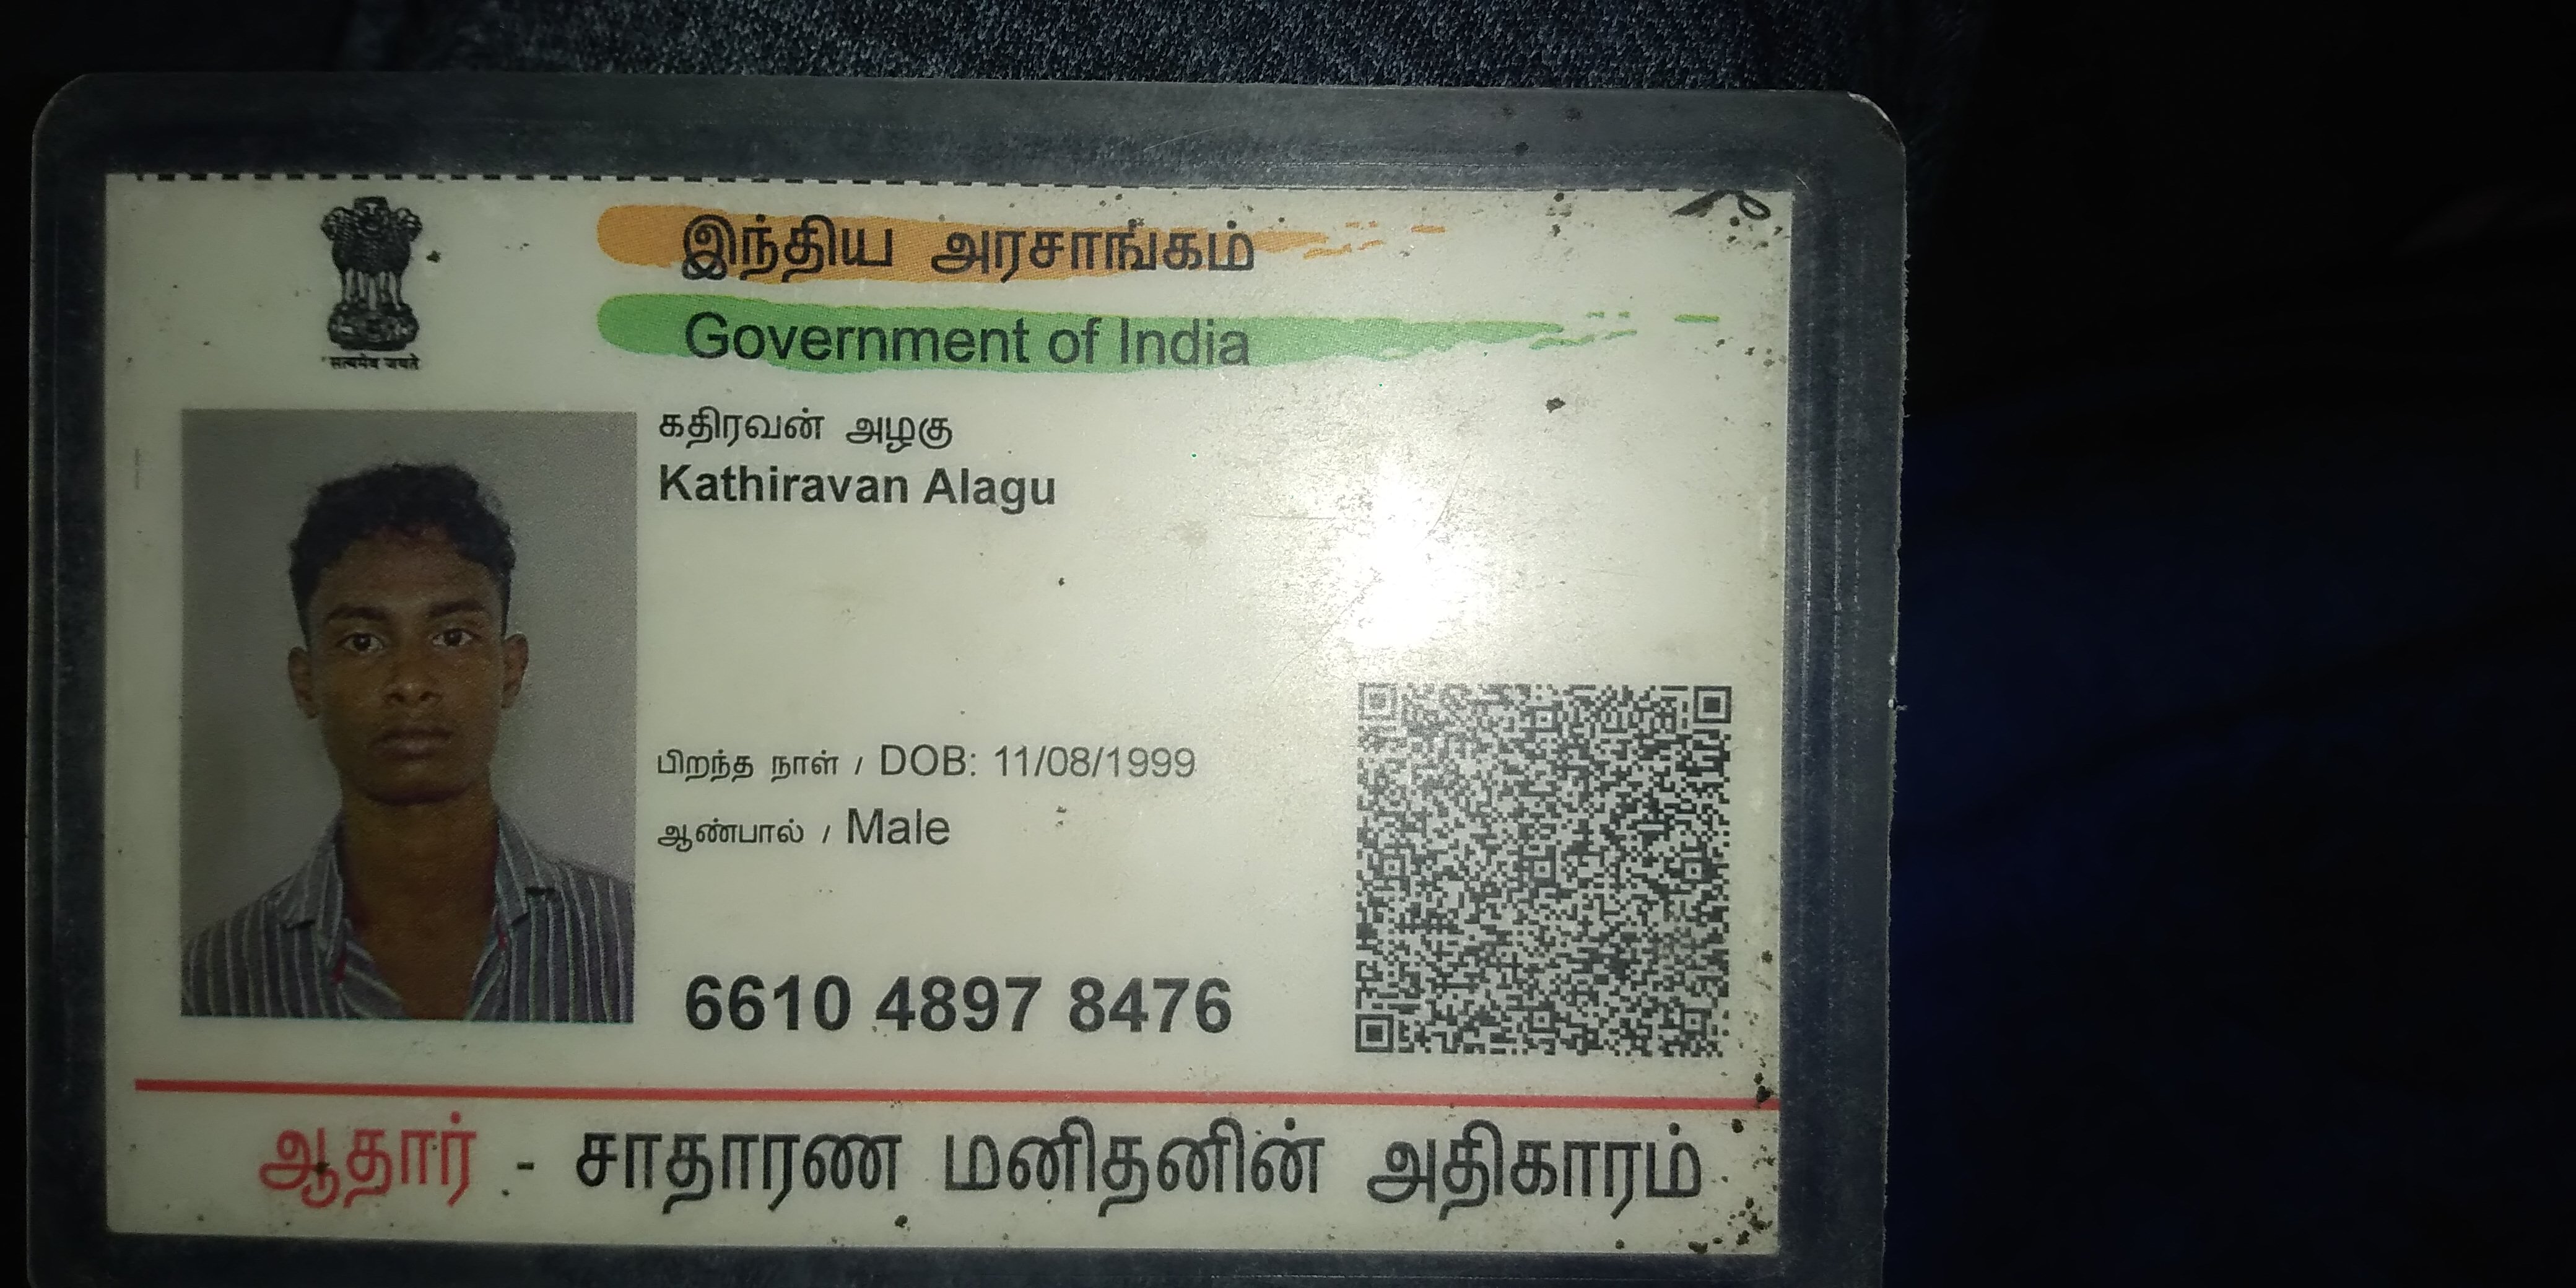 இந்திய அரசாங்கம்
Government of India
सत्यमेव जयते
கதிரவன் அழகு
Kathiravan Alagu
பிறந்த நாள் / DOB: 11/08/1999
ஆண்பால் / Male
6610 4897 8476
ஆதார் - சாதாரண மனிதனின் அதிகாரம்